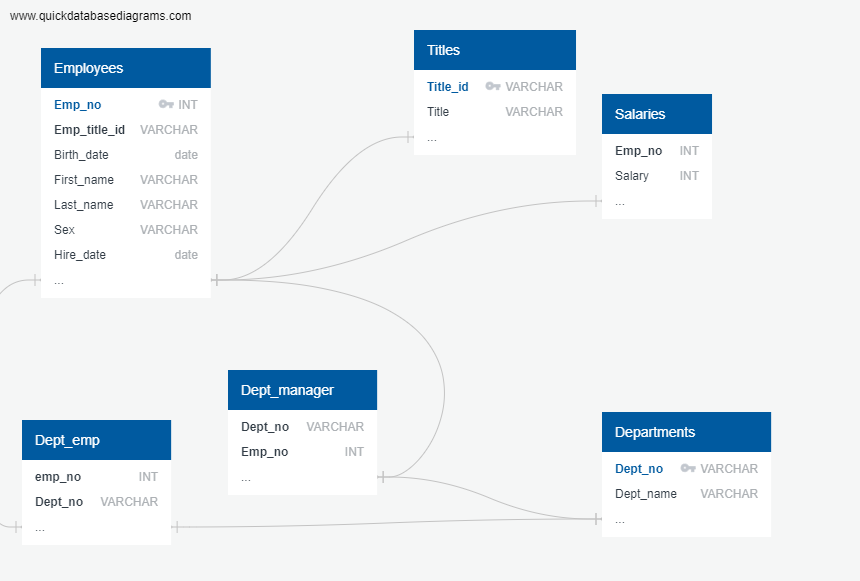 www.quickdatabasediagrams.com
Employees
Emp_no INT
Emp_title_id VARCHAR
Birth_date date
First_name VARCHAR
Last_name VARCHAR
Sex VARCHAR
Hire_date date
...
Titles
Title_id VARCHAR
Title VARCHAR
...
Salaries
Emp_no INT
Salary INT
...
Dept_manager
Dept_no VARCHAR
Emp_no INT
...
Dept_emp
emp_no INT
Dept_no VARCHAR
...
Departments
Dept_no VARCHAR
Dept_name VARCHAR
...